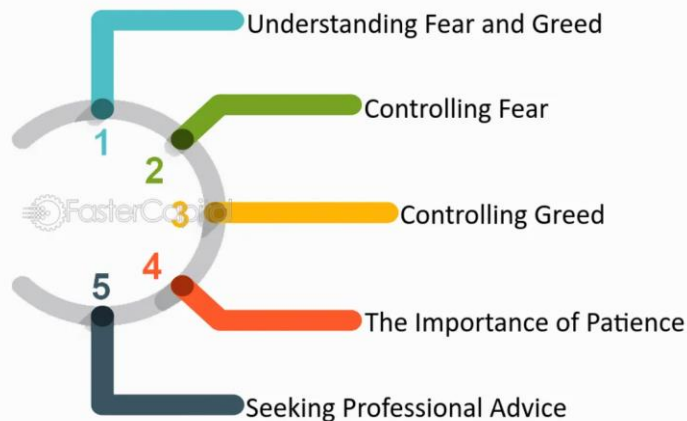 Understanding Fear and Greed
1
Controlling Fear
2
FasterCapital
3
Controlling Greed
4
The Importance of Patience
5
Seeking Professional Advice